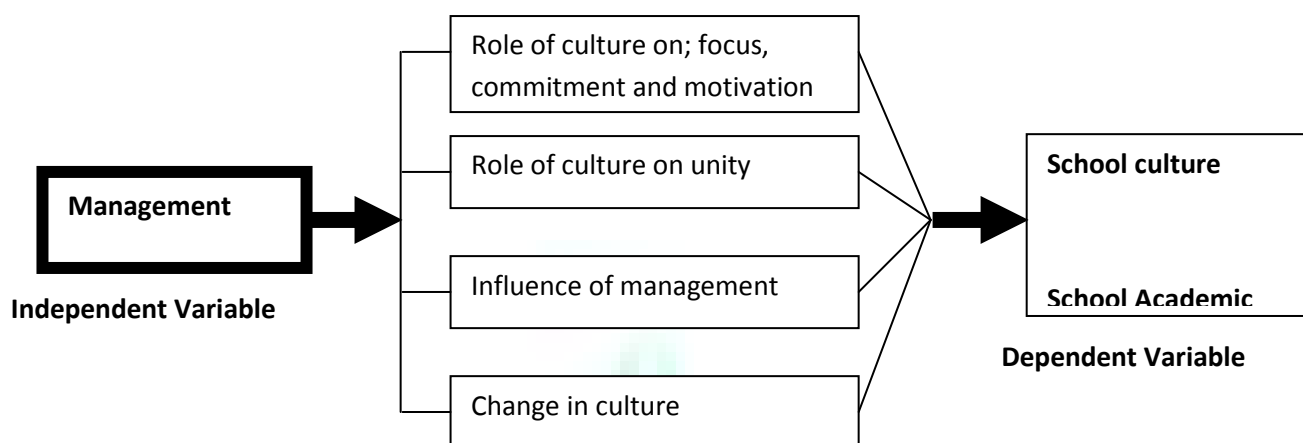 Role of culture on; focus,
commitment and motivation
Role of culture on unity
Management
Independent Variable
Influence of management
Change in culture
School culture
School Academic
Dependent Variable